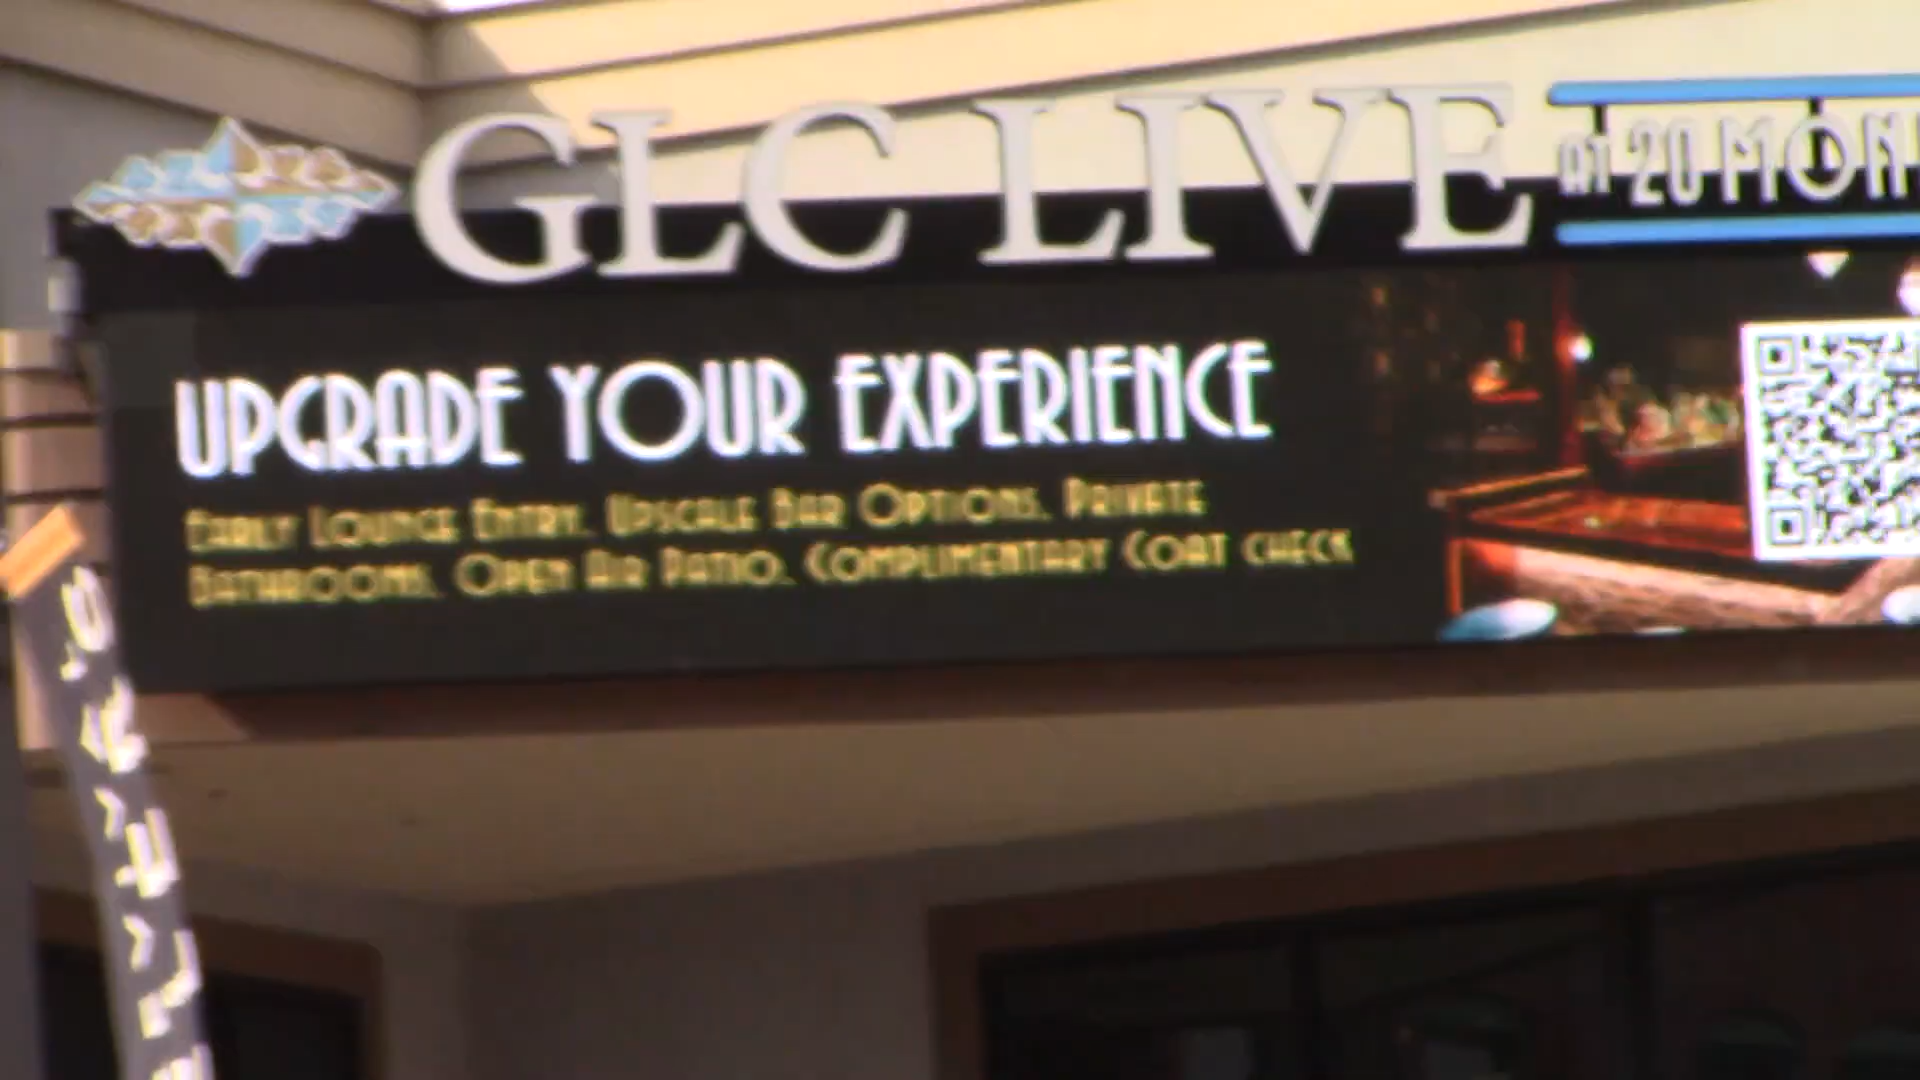 GLC LIVE AT 20 MON
UPGRADE YOUR EXPERIENCE
EARLY LOUNGE ENTRY, UPSCALE BAR OPTIONS, PRIVATE
BATHROOMS, OPEN AIR PATIO, COMPLIMENTARY COAT CHECK